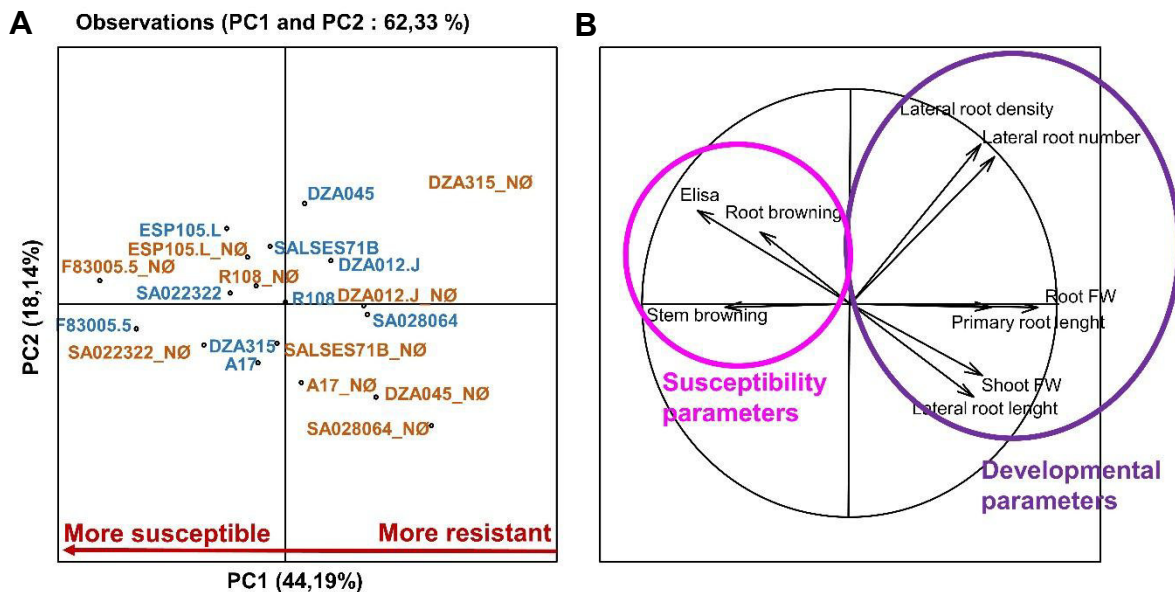 A
Observations (PC1 and PC2 : 62,33 %)
PC2 (18,14%)
DZA315_NØ
DZA045
ESP105.L
ESP105.L_NØ
SALSES71B
F83005.5_NØ
DZA012.J
R108_NØ
SA022322
R108
DZA012.J_NØ
SA028064
F83005.5
SA022322_NØ
DZA315
SALSES71B_NØ
A17
A17_NØ
DZA045_NØ
SA028064_NØ
More susceptible
More resistant
PC1 (44,19%)
B
Lateral root density
Lateral root number
Elisa
Root browning
Root FW
Stem browning
Primary root lenght
Shoot FW
Lateral root lenght
Susceptibility
parameters
Developmental
parameters